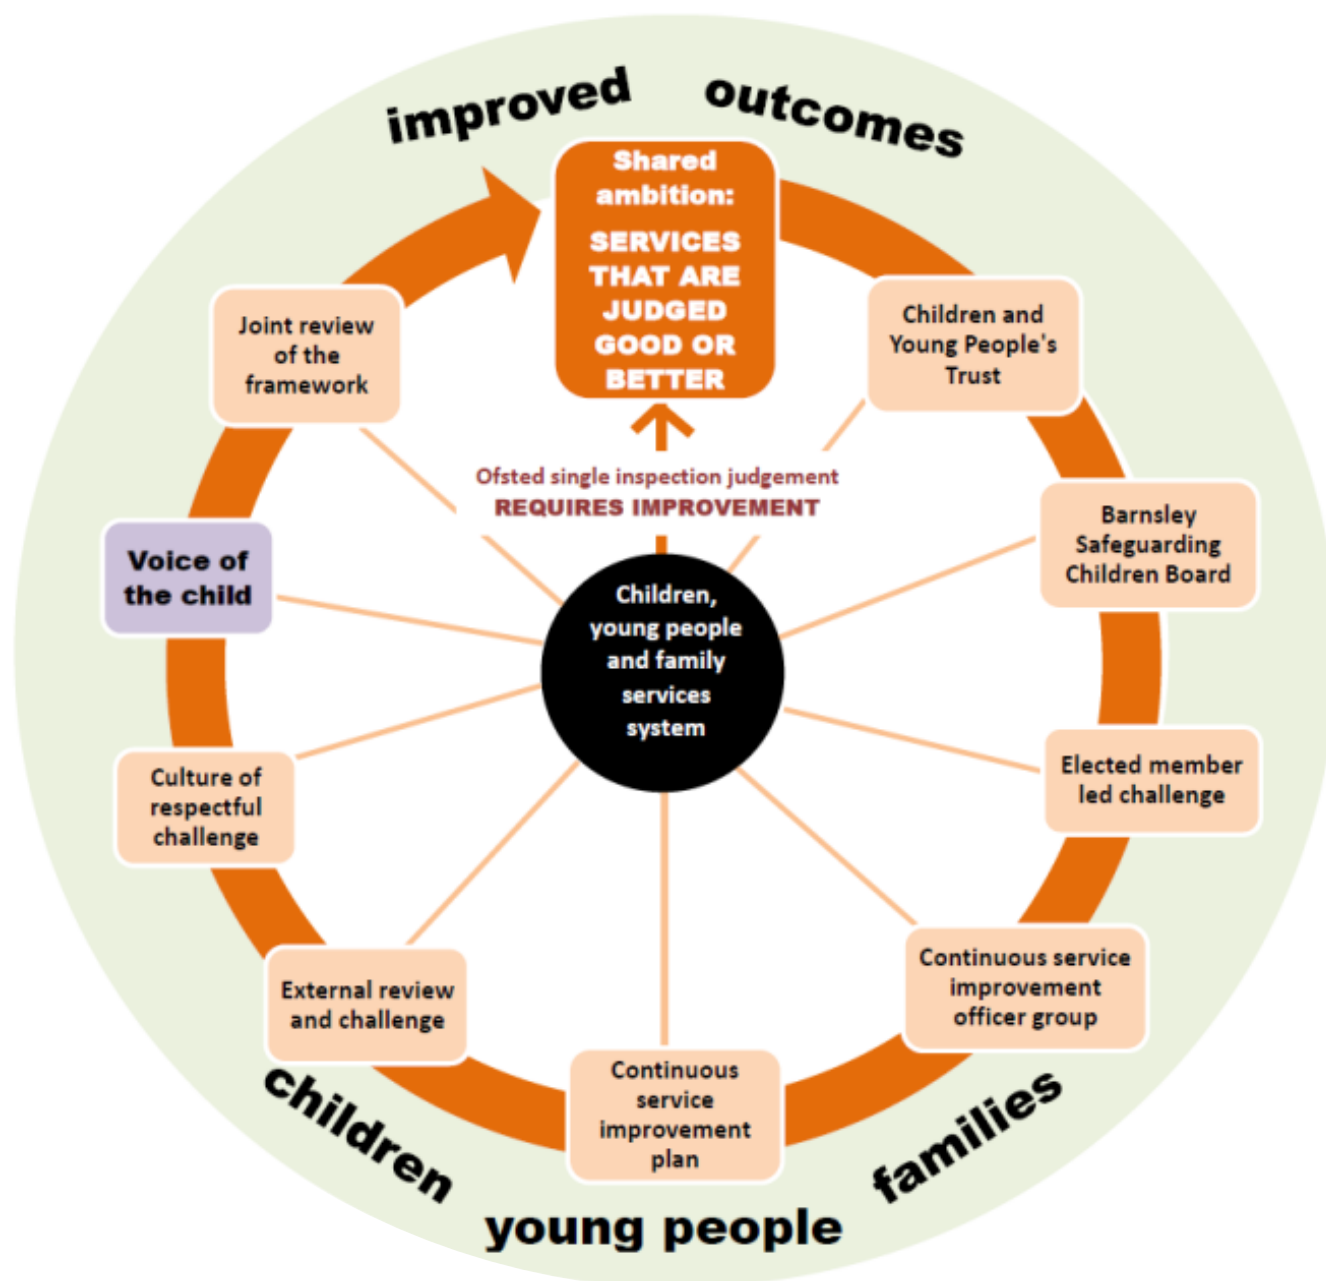 improved outcomes
Shared
ambition:
SERVICES
THAT ARE
JUDGED
GOOD OR
BETTER
Children and
Young People's
Trust
Barnsley
Safeguarding
Children Board
Elected member
led challenge
Continuous service
improvement
officer group
Continuous
service
improvement
plan
External review
and challenge
Culture of
respectful
challenge
Voice of
the child
Joint review
of the
framework
Ofsted single inspection judgement
REQUIRES IMPROVEMENT
Children,
young people
and family
services
system
children
young people
families